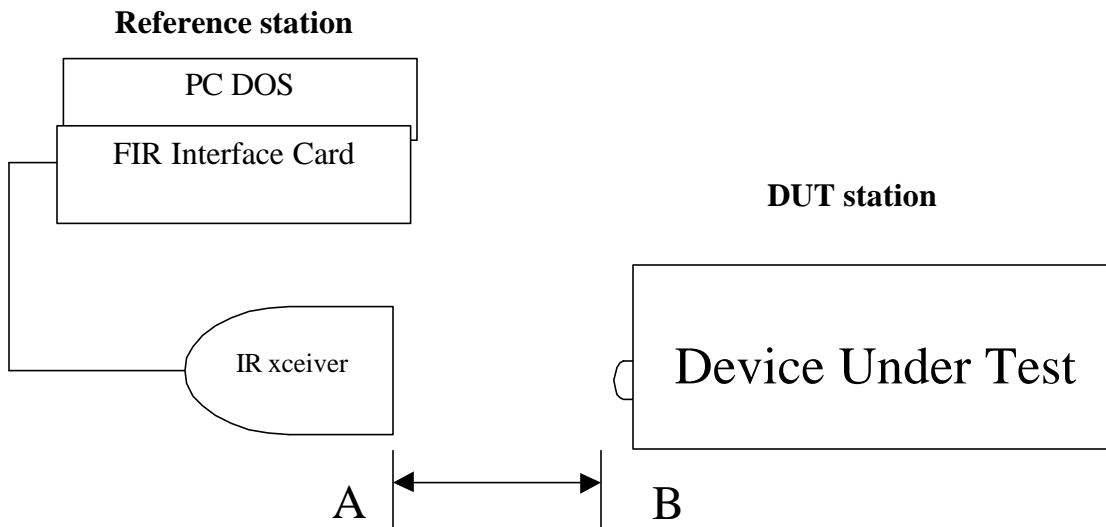 Reference station
PC DOS
FIR Interface Card
DUT station
IR xceiver
Device Under Test
A
B